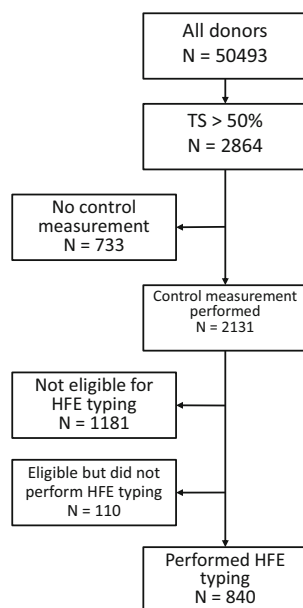 All donors
N = 50493
TS > 50%
N = 2864
No control
measurement
N = 733
Control measurement
performed
N = 2131
Not eligible for
HFE typing
N = 1181
Eligible but did not
perform HFE typing
N = 110
Performed HFE
typing
N = 840